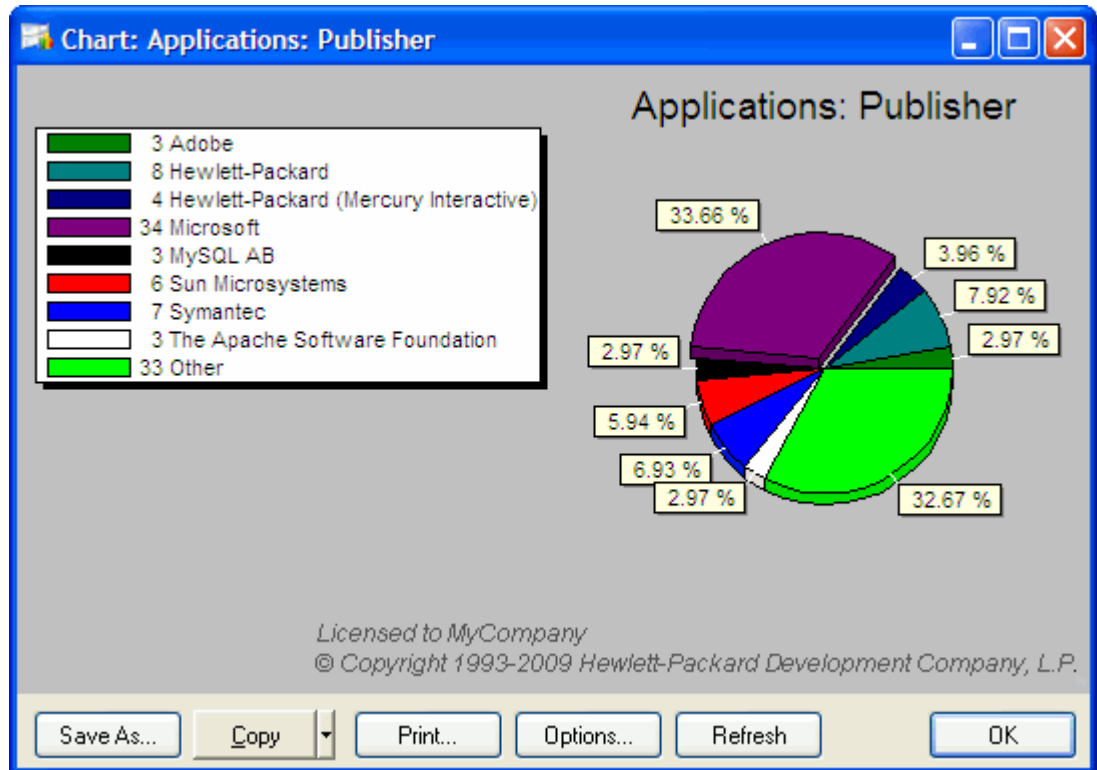 Chart: Applications: Publisher
Applications: Publisher
3 Adobe
8 Hewlett-Packard
4 Hewlett-Packard (Mercury Interactive)
34 Microsoft
3 MySQL AB
6 Sun Microsystems
7 Symantec
3 The Apache Software Foundation
33 Other
33.66 %
3.96 %
7.92 %
2.97 %
2.97 %
5.94 %
6.93 %
2.97 %
32.67 %
Licensed to MyCompany
© Copyright 1993-2009 Hewlett-Packard Development Company, L.P.
Save As... Copy Print... Options... Refresh OK